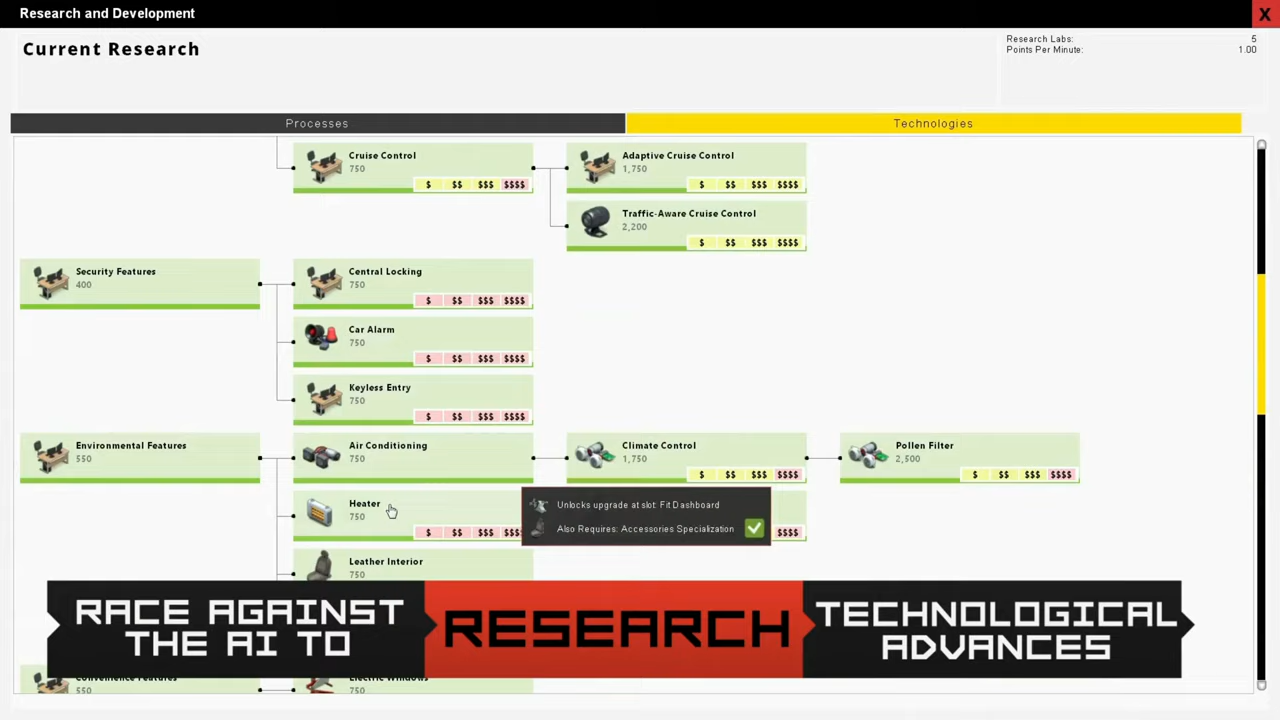 Research and Development
X
Current Research
Research Labs: 5
Points Per Minute: 1.00
Processes
Technologies
Cruise Control
750
$ $$ $$$ $$$$
Adaptive Cruise Control
1,750
$ $$ $$$ $$$$
Traffic-Aware Cruise Control
2,200
$ $$ $$$ $$$$
Security Features
400
Central Locking
750
$ $$ $$$ $$$$
Car Alarm
750
$ $$ $$$ $$$$
Keyless Entry
750
$ $$ $$$ $$$$
Environmental Features
550
Air Conditioning
750
Climate Control
1,750
$ $$ $$$ $$$$
Pollen Filter
2,500
$ $$ $$$ $$$$
Heater
750
$ $$ $$$
Unlocks upgrade at slot: Fit Dashboard
Also Requires: Accessories Specialization
$$$$
Leather Interior
750
RACE AGAINST
THE AI TO
RESEARCH
TECHNOLOGICAL
ADVANCES
Convenience Features
550
Electric Windows
750